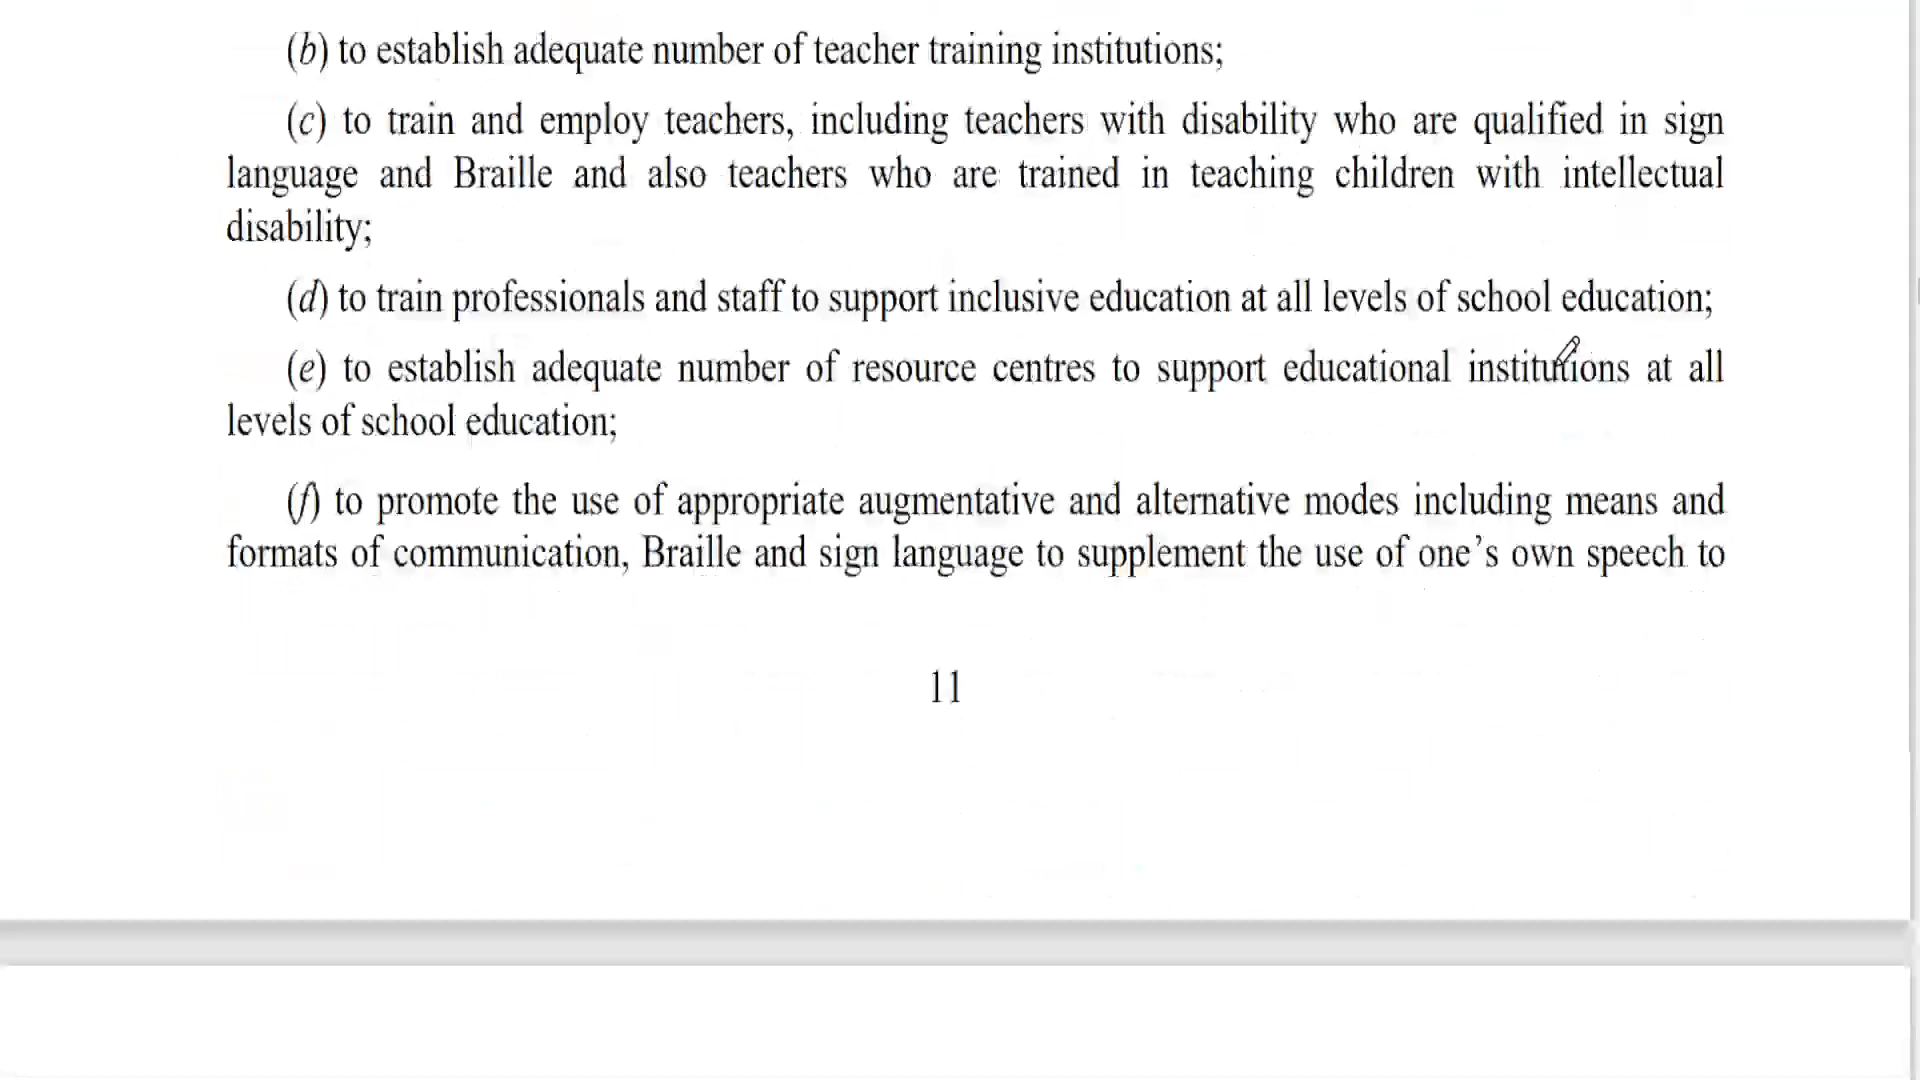 (b) to establish adequate number of teacher training institutions;
(c) to train and employ teachers, including teachers with disability who are qualified in sign
language and Braille and also teachers who are trained in teaching children with intellectual
disability;
(d) to train professionals and staff to support inclusive education at all levels of school education;
(e) to establish adequate number of resource centres to support educational institutions at all
levels of school education;
(f) to promote the use of appropriate augmentative and alternative modes including means and
formats of communication, Braille and sign language to supplement the use of one’s own speech to
11